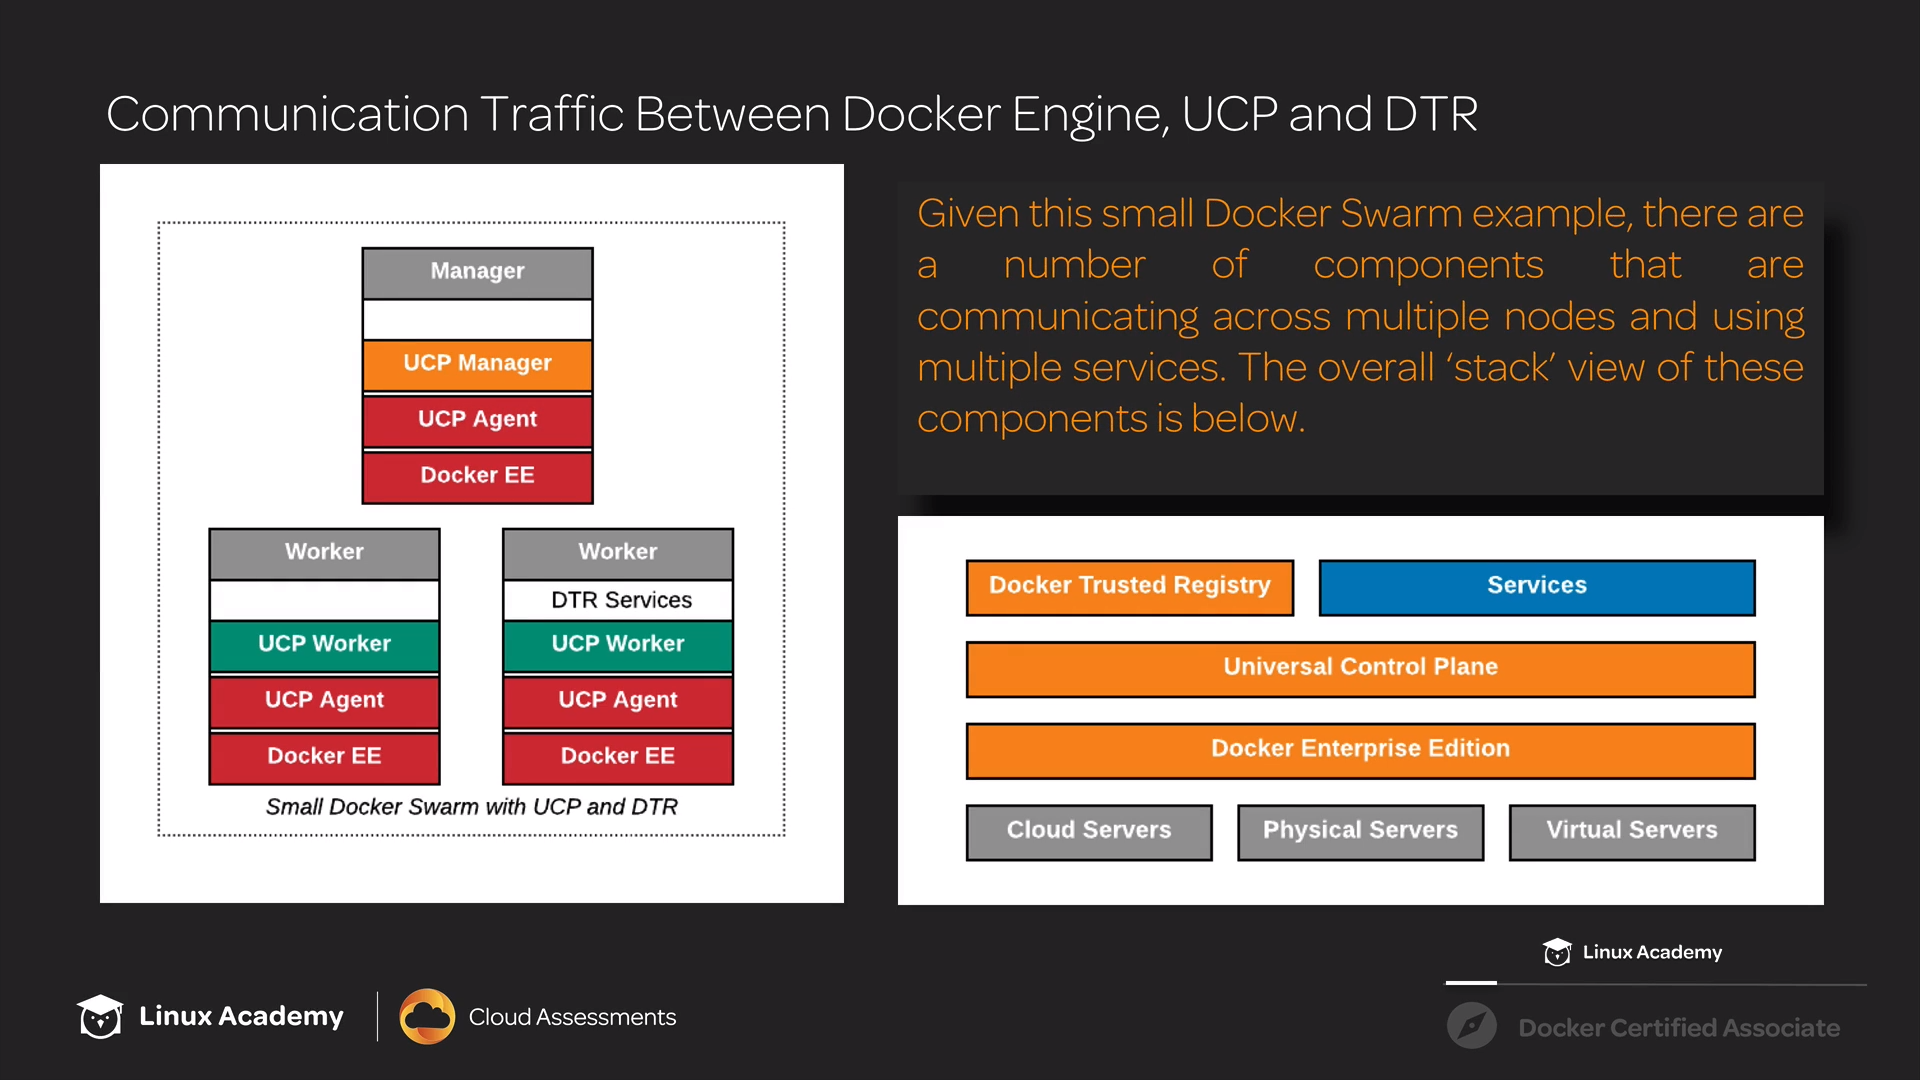 Communication Traffic Between Docker Engine, UCP and DTR
Manager
UCP Manager
UCP Agent
Docker EE
Worker
UCP Worker
UCP Agent
Docker EE
Worker
DTR Services
UCP Worker
UCP Agent
Docker EE
Small Docker Swarm with UCP and DTR
Given this small Docker Swarm example, there are
a number of components that are
communicating across multiple nodes and using
multiple services. The overall ‘stack’ view of these
components is below.
Docker Trusted Registry
Services
Universal Control Plane
Docker Enterprise Edition
Cloud Servers
Physical Servers
Virtual Servers
Linux Academy
Cloud Assessments
Linux Academy
Docker Certified Associate